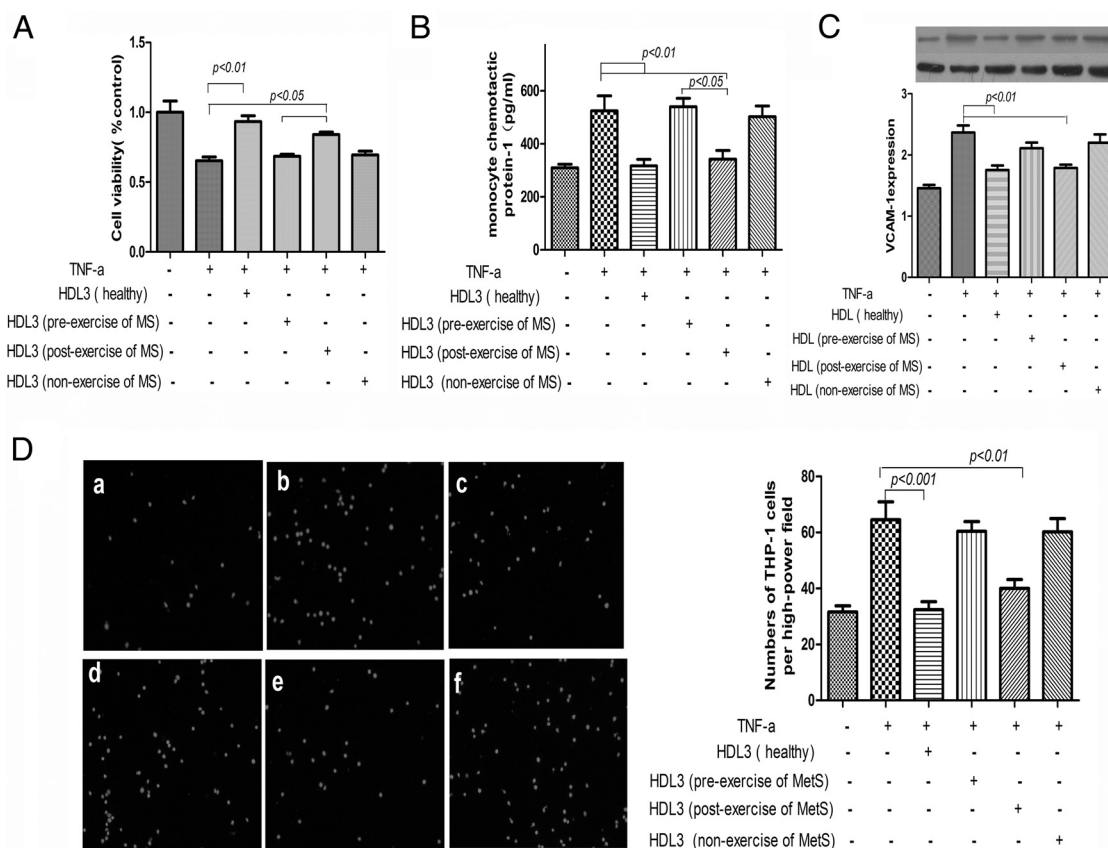 A
Cell viability( %control)
1.5
1.0
0.5
0.0
p<0.01
p<0.05
TNF-a - + + + + +
HDL3 ( healthy) - - + - - -
HDL3 (pre-exercise of MS) - - - + - -
HDL3 (post-exercise of MS) - - - - + -
HDL3 (non-exercise of MS) - - - - - +
B
monocyte chemotactic
protein-1 (pg/ml)
600
400
200
0
p<0.01
p<0.05
TNF-a - + + + + +
HDL3 (healthy) - - + - - -
HDL3 (pre-exercise of MS) - - - + - -
HDL3 (post-exercise of MS) - - - - + -
HDL3 (non-exercise of MS) - - - - - +
C
VCAM-1expression
3
2
1
0
p<0.01
TNF-a - + + + + +
HDL ( healthy) - - + - - -
HDL (pre-exercise of MS) - - - + - -
HDL (post-exercise of MS) - - - - + -
HDL (non-exercise of MS) - - - - - +
D
a
b
c
d
e
f
Numbers of THP-1 cells
per high-power field
80
60
40
20
0
p<0.01
p<0.001
TNF-a - + + + + +
HDL3 ( healthy) - - + - - -
HDL3 (pre-exercise of MetS) - - - + - -
HDL3 (post-exercise of MetS) - - - - + -
HDL3 (non-exercise of MetS) - - - - - +